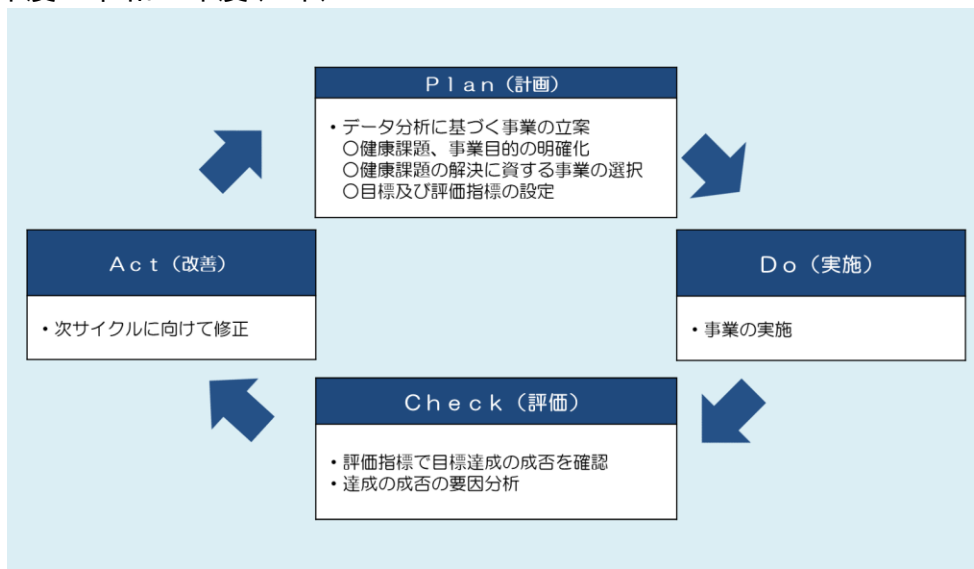 Ｐｌａｎ（計画）
・データ分析に基づく事業の立案
〇健康課題、事業目的の明確化
〇健康課題の解決に資する事業の選択
〇目標及び評価指標の設定
Ａｃｔ（改善）
・次サイクルに向けて修正
Ｄｏ（実施）
・事業の実施
Ｃｈｅｃｋ（評価）
・評価指標で目標達成の成否を確認
・達成の成否の要因分析